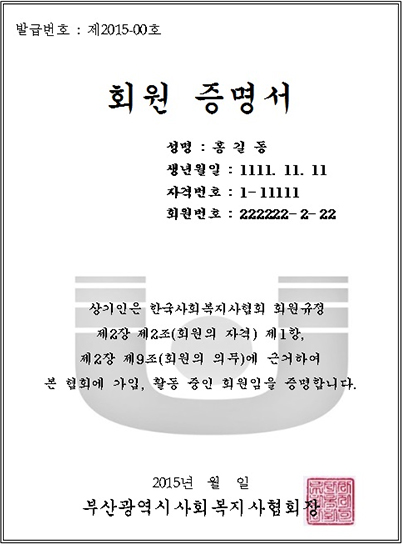 발급번호 : 제2015-00호
회원 증명서
성명 : 홍 길 동
생년월일 : 1111. 11. 11
자격번호 : 1-11111
회원번호 : 222222-2-22
상기인은 한국사회복지사협회 회원규정
제2장 제2조(회원의 자격) 제1항,
제2장 제9조(회원의 의무)에 근거하여
본 협회에 가입, 활동 중인 회원임을 증명합니다.
2015년 월 일
부산광역시사회복지사협회장